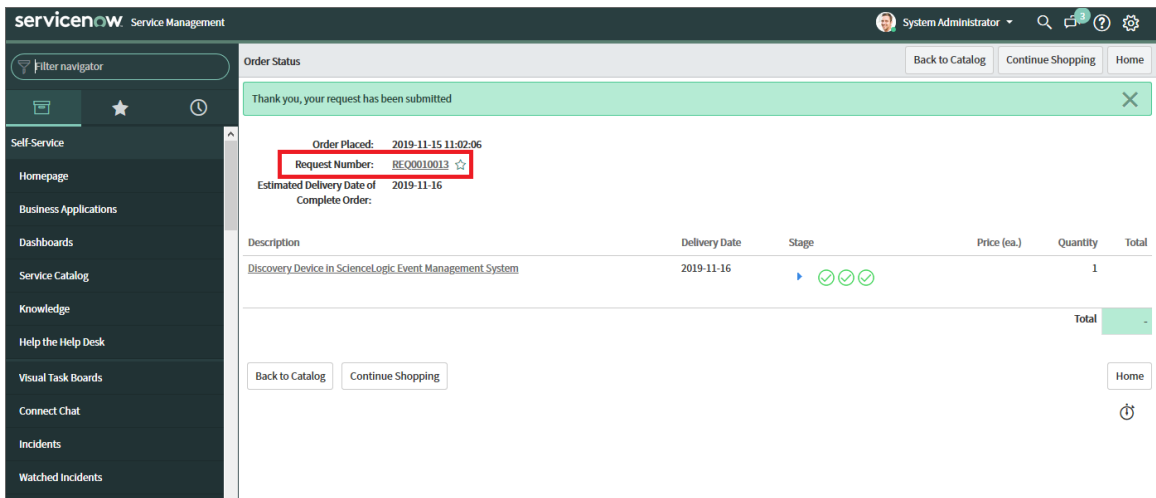 servicenow Service Management
System Administrator
3
Filter navigator
Self-Service
Homepage
Business Applications
Dashboards
Service Catalog
Knowledge
Help the Help Desk
Visual Task Boards
Connect Chat
Incidents
Watched Incidents
Order Status
Back to Catalog Continue Shopping Home
Thank you, your request has been submitted
Order Placed: 2019-11-15 11:02:06
Request Number: REQ0010013
Estimated Delivery Date of 2019-11-16
Complete Order:
Description Delivery Date Stage Price (ea.) Quantity Total
Discovery Device in ScienceLogic Event Management System 2019-11-16 1
Total -
Back to Catalog Continue Shopping Home